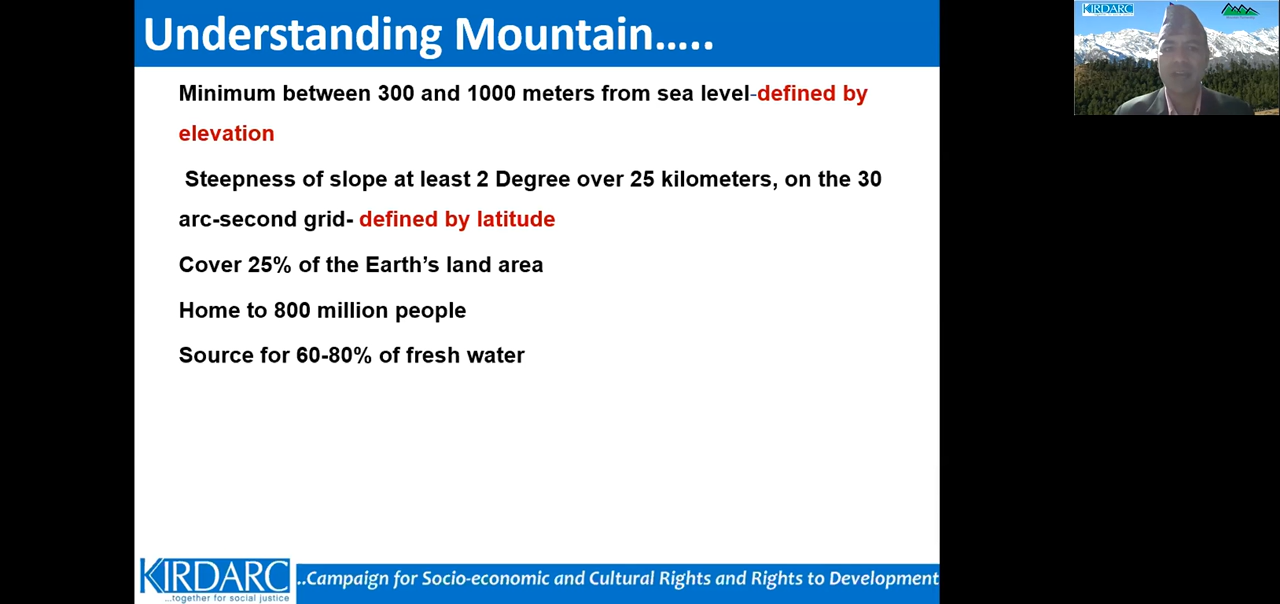 Understanding Mountain…..
Minimum between 300 and 1000 meters from sea level-defined by
elevation
Steepness of slope at least 2 Degree over 25 kilometers, on the 30
arc-second grid- defined by latitude
Cover 25% of the Earth’s land area
Home to 800 million people
Source for 60-80% of fresh water
KIRDARC
...together for social justice
..Campaign for Socio-economic and Cultural Rights and Rights to Development
KIRDARC